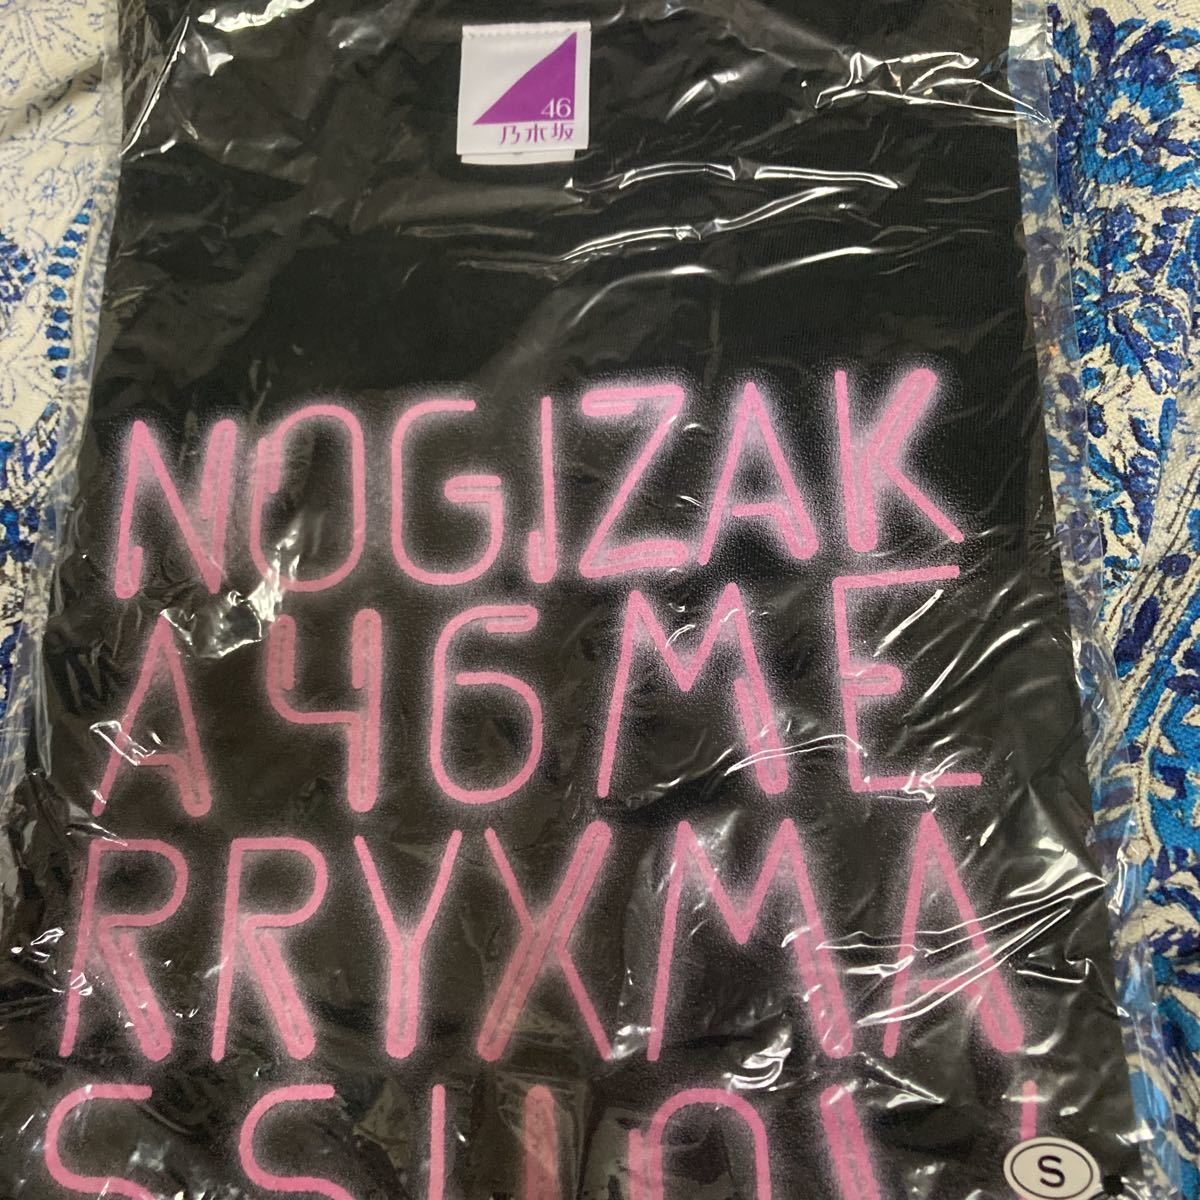 46
乃木坂
NOGIZAK
A46ME
RRYXMA
S